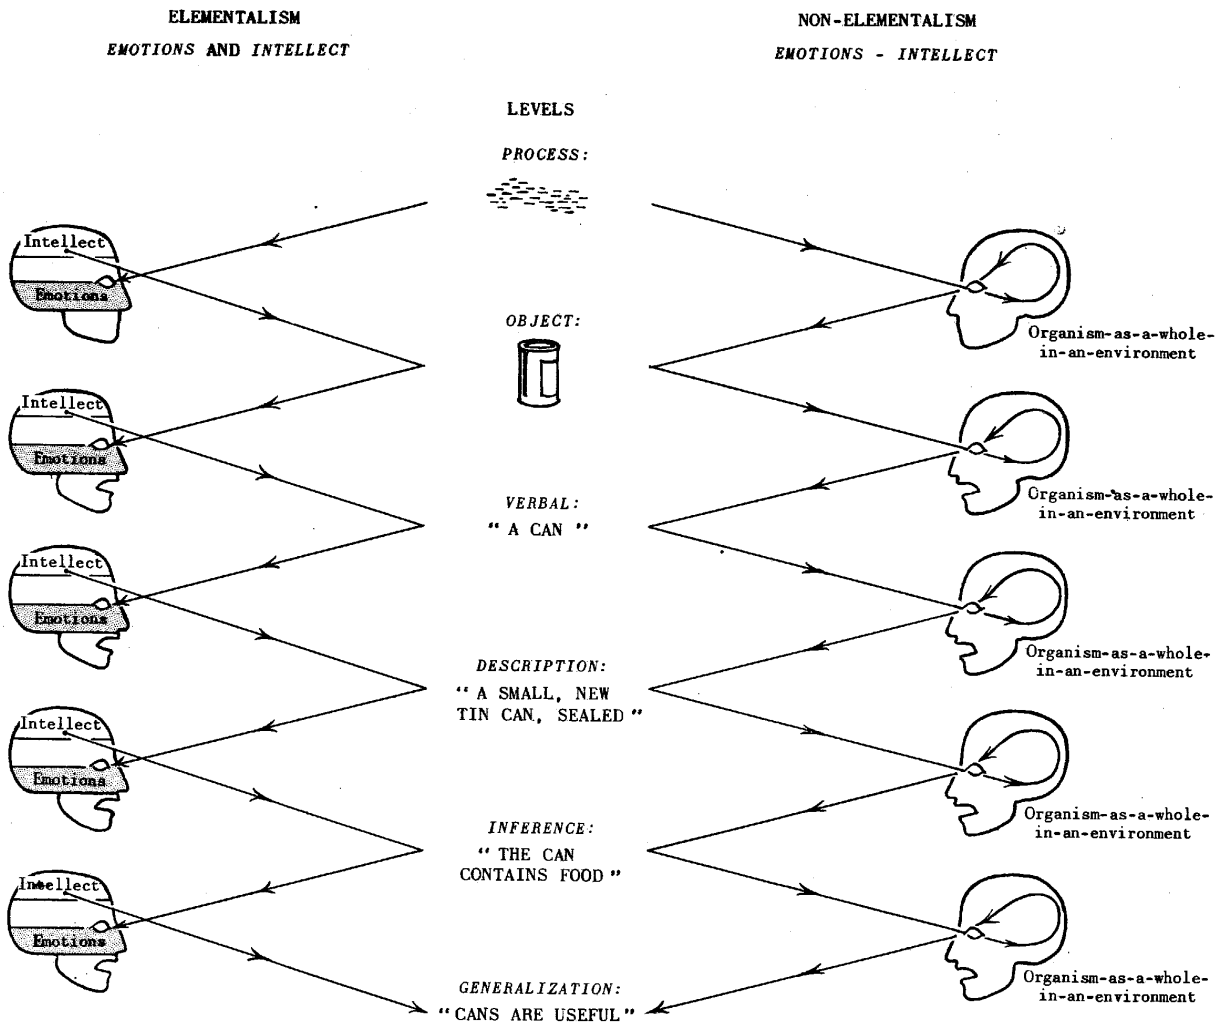 ELEMENTALISM
EMOTIONS AND INTELLECT
NON-ELEMENTALISM
EMOTIONS - INTELLECT
LEVELS
PROCESS:
Intellect
Emotions
Organism-as-a-whole-
in-an-environment
OBJECT:
Intellect
Emotions
Organism-as-a-whole-
in-an-environment
VERBAL:
“ A CAN ”
Intellect
Emotions
Organism-as-a-whole-
in-an-environment
DESCRIPTION:
“ A SMALL, NEW
TIN CAN, SEALED ”
Intellect
Emotions
Organism-as-a-whole-
in-an-environment
INFERENCE:
“ THE CAN
CONTAINS FOOD ”
Intellect
Emotions
Organism-as-a-whole-
in-an-environment
GENERALIZATION:
“ CANS ARE USEFUL ”